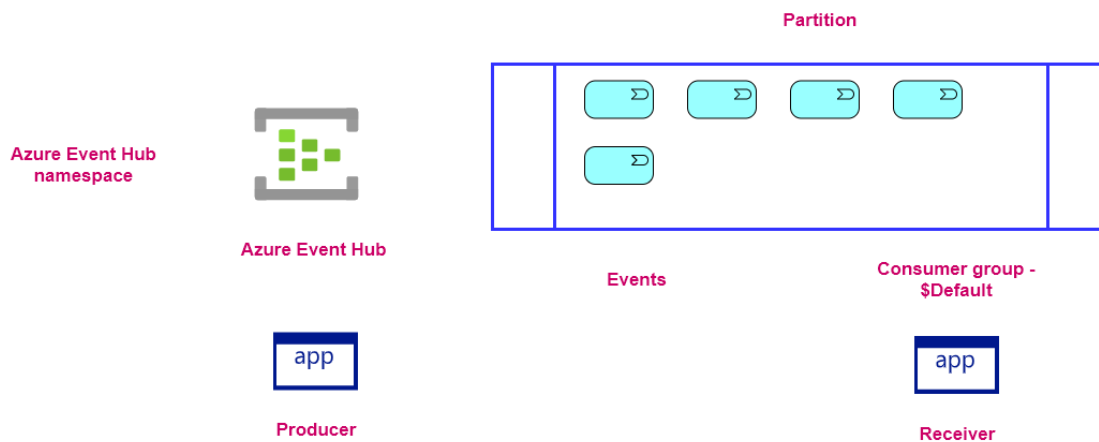 Partition
Azure Event Hub
namespace
Azure Event Hub
Events
Consumer group -
$Default
app
app
Producer
Receiver